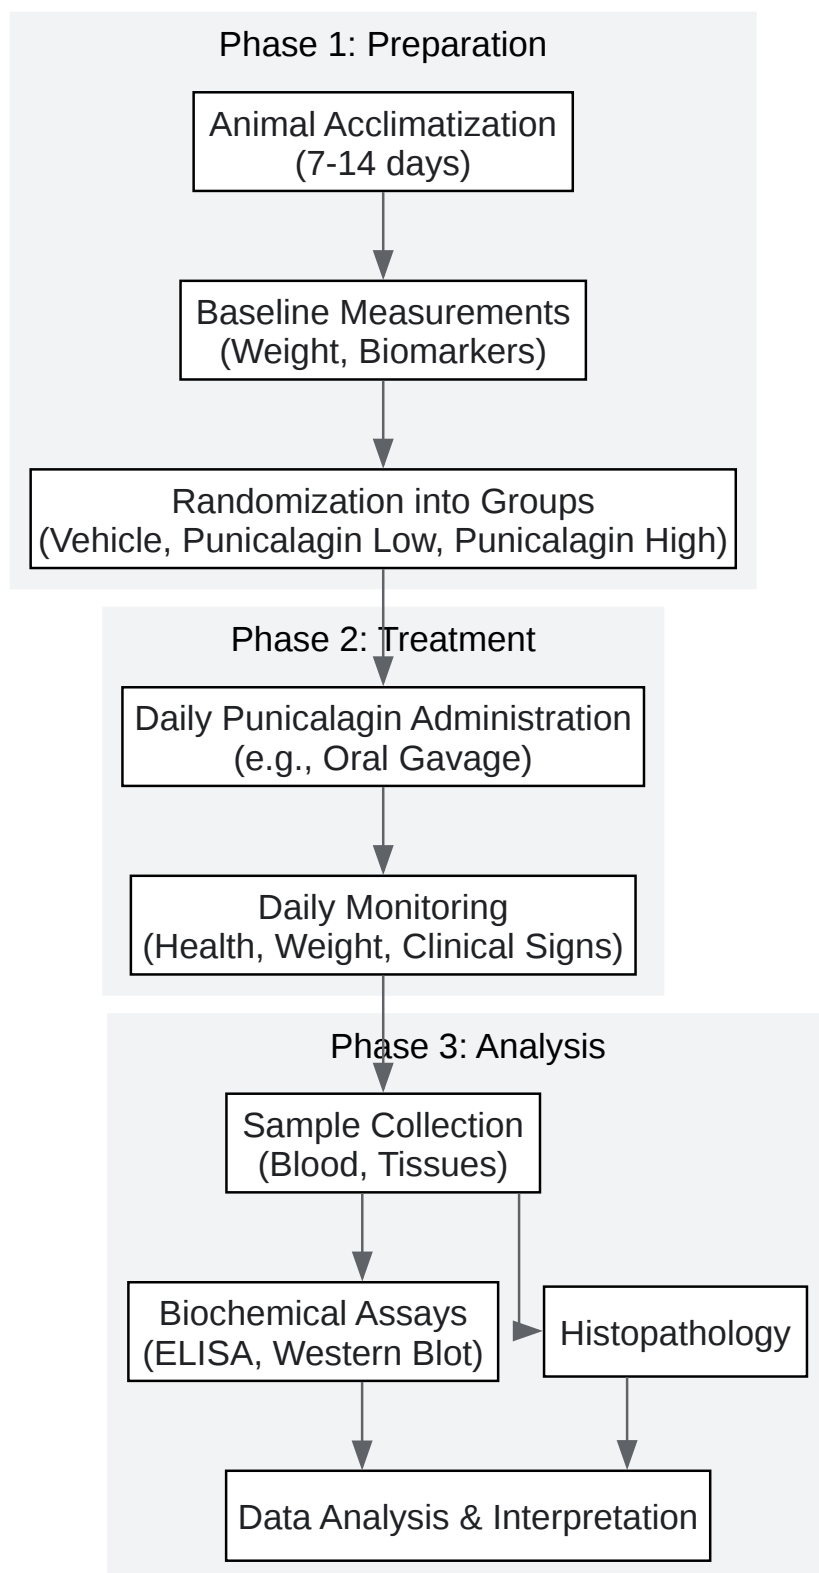 Phase 1: Preparation
Animal Acclimatization
(7-14 days)
Baseline Measurements
(Weight, Biomarkers)
Randomization into Groups
(Vehicle, Punicalagin Low, Punicalagin High)
Phase 2: Treatment
Daily Punicalagin Administration
(e.g., Oral Gavage)
Daily Monitoring
(Health, Weight, Clinical Signs)
Phase 3: Analysis
Sample Collection
(Blood, Tissues)
Biochemical Assays
(ELISA, Western Blot)
Histopathology
Data Analysis & Interpretation